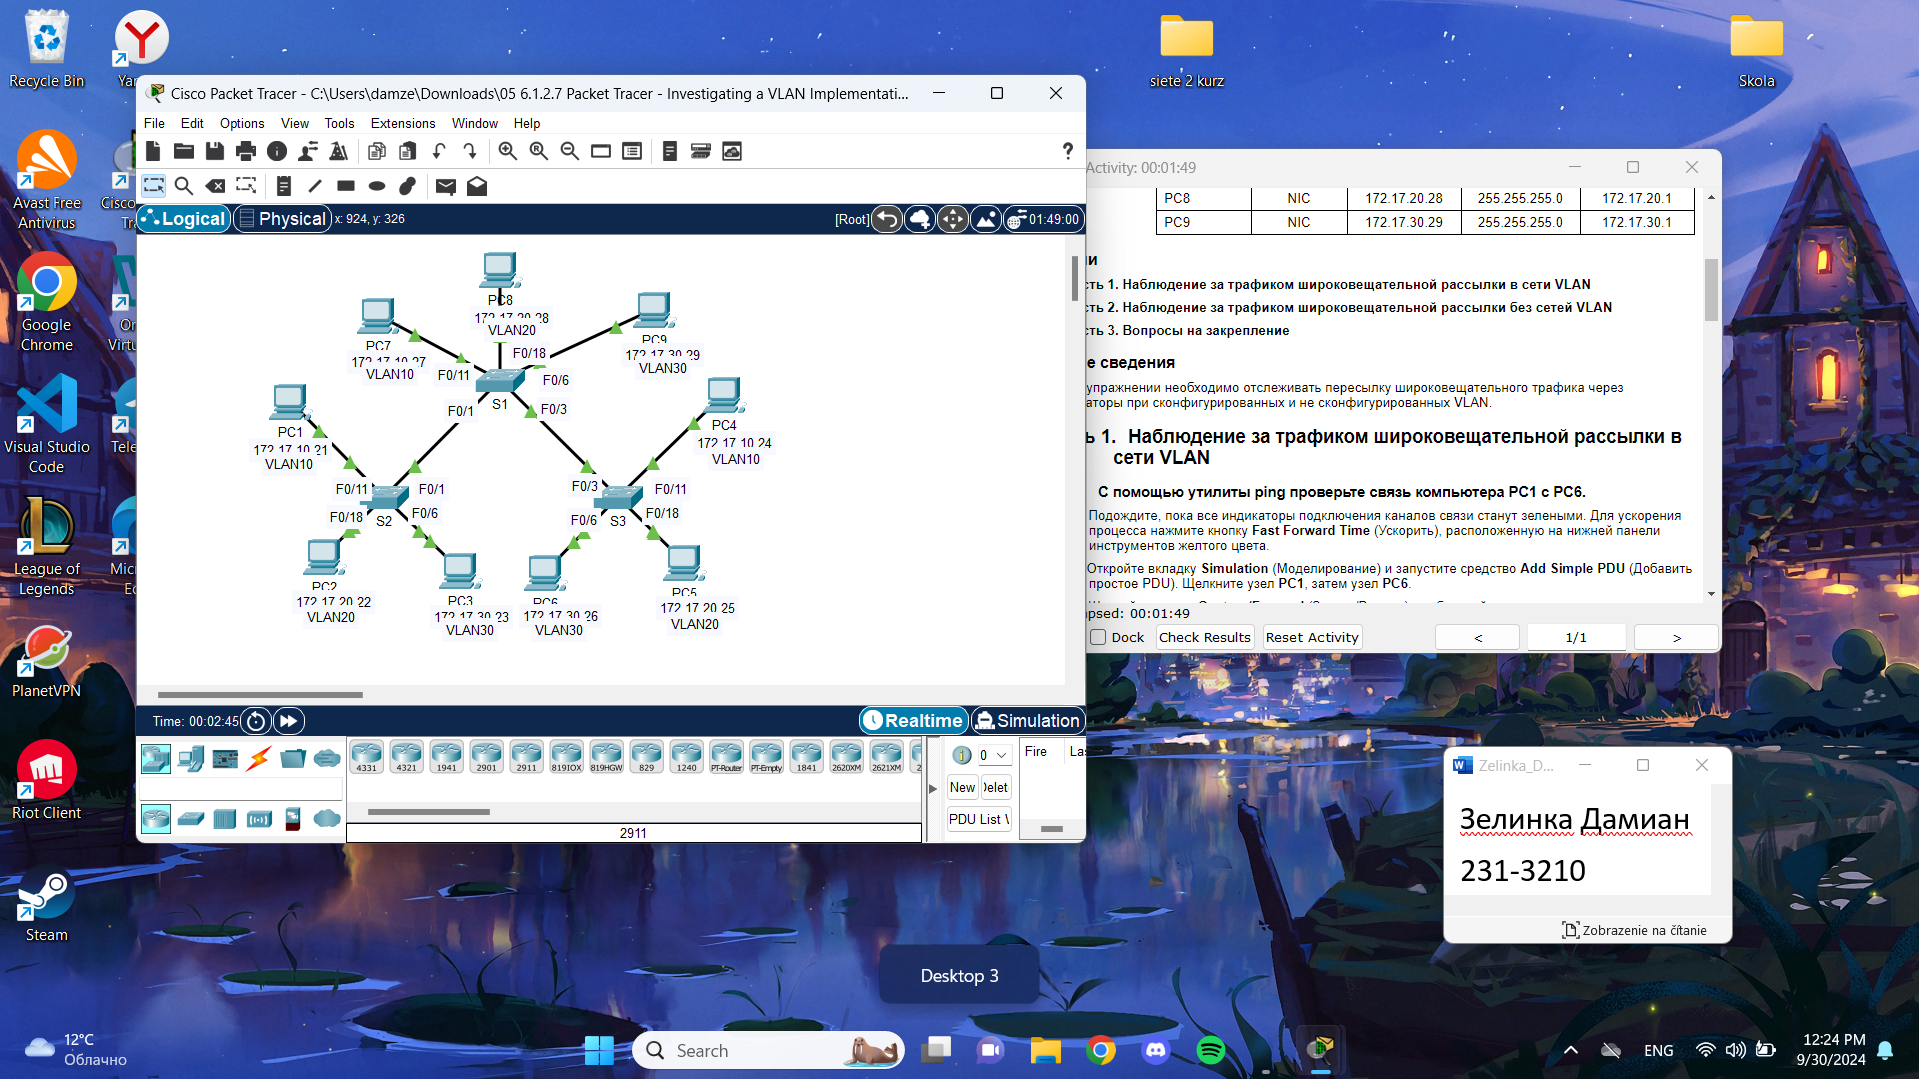 Recycle Bin
Avast Free
Antivirus
Google
Chrome
Visual Studio
Code
League of
Legends
PlanetVPN
Riot Client
Steam
siete 2 kurz
Skola
Cisco Packet Tracer - C:\Users\damze\Downloads\05 6.1.2.7 Packet Tracer - Investigating a VLAN Implementati...
File Edit Options View Tools Extensions Window Help
Logical Physical x: 924, y: 326 [Root] 01:49:00
PC8
172.17.20.28
VLAN20
PC7
172.17.10.27
VLAN10
PC9
172.17.30.29
VLAN30
F0/18
F0/11
F0/6
S1
F0/1
F0/3
PC1
172.17.10.21
VLAN10
PC4
172.17.10.24
VLAN10
F0/11
F0/1
F0/18
S2
F0/6
F0/3
F0/11
F0/6
S3
F0/18
PC2
172.17.20.22
VLAN20
PC3
172.17.30.23
VLAN30
PC6
172.17.30.26
VLAN30
PC5
172.17.20.25
VLAN20
Time: 00:02:45
Realtime Simulation
4331 4321 1941 2901 2911 819IOX 819HGW 829 1240 PT-Router PT-Empty 1841 2620XM 2621XM
2911
0
New
PDU List
Fire
Activity: 00:01:49
PC8 NIC 172.17.20.28 255.255.255.0 172.17.20.1
PC9 NIC 172.17.30.29 255.255.255.0 172.17.30.1
сть 1. Наблюдение за трафиком широковещательной рассылки в сети VLAN
сть 2. Наблюдение за трафиком широковещательной рассылки без сетей VLAN
сть 3. Вопросы на закрепление
е сведения
упражнении необходимо отслеживать пересылку широковещательного трафика через
аторы при сконфигурированных и не сконфигурированных VLAN.
ь 1. Наблюдение за трафиком широковещательной рассылки в
сети VLAN
С помощью утилиты ping проверьте связь компьютера PC1 с PC6.
Подождите, пока все индикаторы подключения каналов связи станут зелеными. Для ускорения
процесса нажмите кнопку Fast Forward Time (Ускорить), расположенную на нижней панели
инструментов желтого цвета.
Откройте вкладку Simulation (Моделирование) и запустите средство Add Simple PDU (Добавить
простое PDU). Щелкните узел PC1, затем узел PC6.
psed: 00:01:49
Dock Check Results Reset Activity < 1/1 >
Zelinka_D...
Зелинка Дамиан
231-3210
Zobrazenie na čítanie
Desktop 3
12°C
Облачно
Search
ENG
12:24 PM
9/30/2024